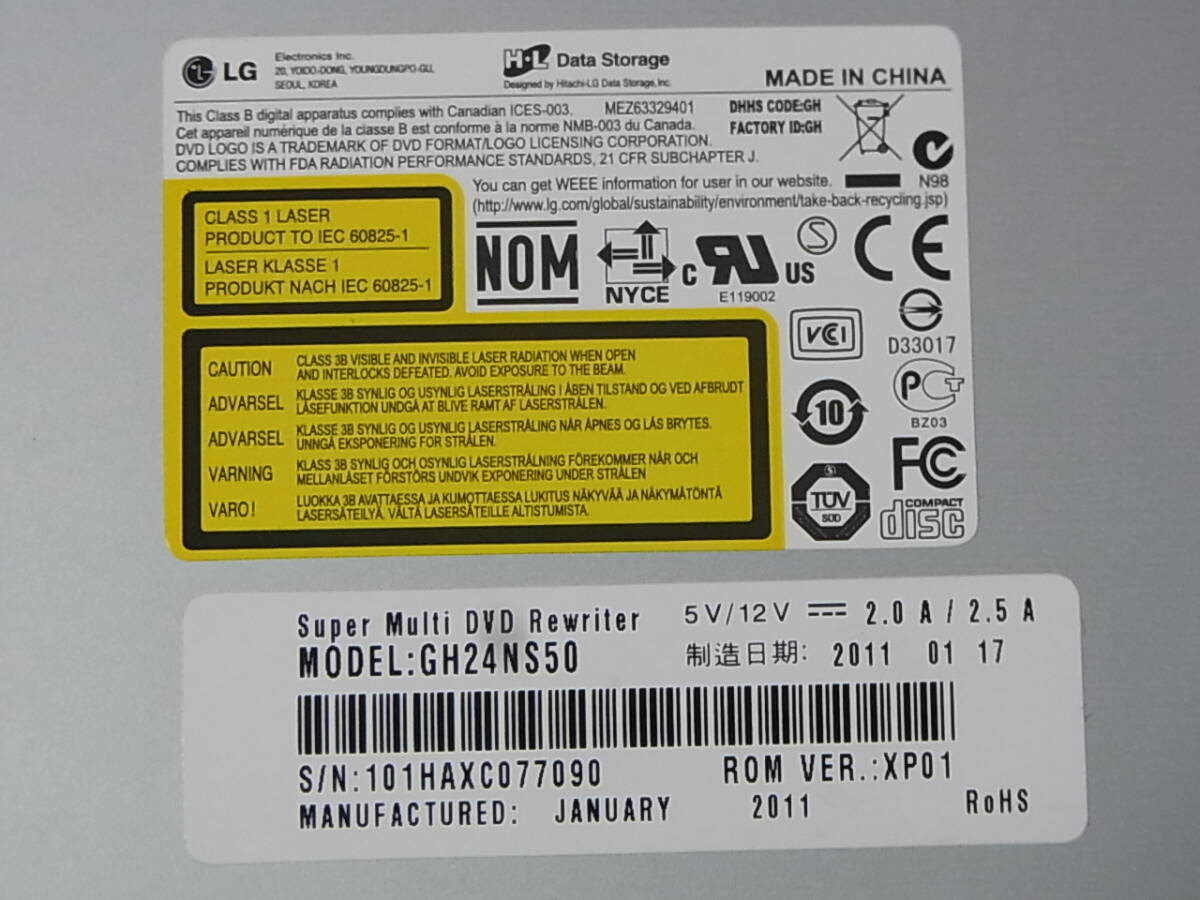 LG
Electronics Inc.
20, YOIDO-DONG, YOUNGDUNGPO-GU,
SEOUL, KOREA
H·L Data Storage
Designed by Hitachi-LG Data Storage, Inc.
MADE IN CHINA
This Class B digital apparatus complies with Canadian ICES-003. MEZ63329401
Cet appareil numérique de la classe B est conforme à la norme NMB-003 du Canada.
DVD LOGO IS A TRADEMARK OF DVD FORMAT/LOGO LICENSING CORPORATION.
COMPLIES WITH FDA RADIATION PERFORMANCE STANDARDS, 21 CFR SUBCHAPTER J.
DHHS CODE:GH
FACTORY ID:GH
N98
You can get WEEE information for user in our website.
(http://www.lg.com/global/sustainability/environment/take-back-recycling.jsp)
CLASS 1 LASER
PRODUCT TO IEC 60825-1
LASER KLASSE 1
PRODUKT NACH IEC 60825-1
NOM
NYCE
C RU US
E119002
S
CE
VCI
D33017
PCT
BZ03
10
FC
TÜV
SÜD
COMPACT
disc
CAUTION CLASS 3B VISIBLE AND INVISIBLE LASER RADIATION WHEN OPEN
AND INTERLOCKS DEFEATED. AVOID EXPOSURE TO THE BEAM.
ADVARSEL KLASSE 3B SYNLIG OG USYNLIG LASERSTRÅLING I ÅBEN TILSTAND OG VED AFBRUDT
LÅSEFUNKTION UNDGÅ AT BLIVE RAMT AF LASERSTRÅLEN.
ADVARSEL KLASSE 3B SYNLIG OG USYNLIG LASERSTRÅLING NÅR ÅPNES OG LÅS BRYTES.
UNNGÅ EKSPONERING FOR STRÅLEN.
VARNING KLASS 3B SYNLIG OCH OSYNLIG LASERSTRÅLNING FÖREKOMMER NÄR OCH
MELLANLÅSET FÖRSTÖRS UNDVIK EXPONERING UNDER STRÅLEN
VARO! LUOKKA 3B AVATTAESSA JA KUMOTTAESSA LUKITUS NÄKYVÄÄ JA NÄKYMÄTÖNTÄ
LASERSÄTEILYÄ. VÄLTÄ LASERSÄTEILLE ALTISTUMISTA.
Super Multi DVD Rewriter 5V/12V 2.0 A / 2.5 A
MODEL:GH24NS50 制造日期: 2011 01 17
S/N:101HAXC077090 ROM VER.:XP01
MANUFACTURED: JANUARY 2011 RoHS